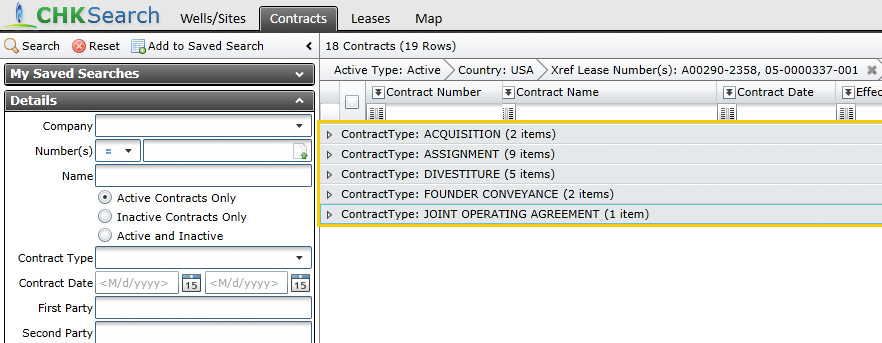 CHKSearch Wells/Sites Contracts Leases Map
Search Reset Add to Saved Search
18 Contracts (19 Rows)
My Saved Searches
Details
Company
Number(s) =
Name
Active Contracts Only
Inactive Contracts Only
Active and Inactive
Contract Type
Contract Date <M/d/yyyy> 15 <M/d/yyyy> 15
First Party
Second Party
Active Type: Active Country: USA Xref Lease Number(s): A00290-2358, 05-0000337-001
Contract Number Contract Name Contract Date Effec
ContractType: ACQUISITION (2 items)
ContractType: ASSIGNMENT (9 items)
ContractType: DIVESTITURE (5 items)
ContractType: FOUNDER CONVEYANCE (2 items)
ContractType: JOINT OPERATING AGREEMENT (1 item)